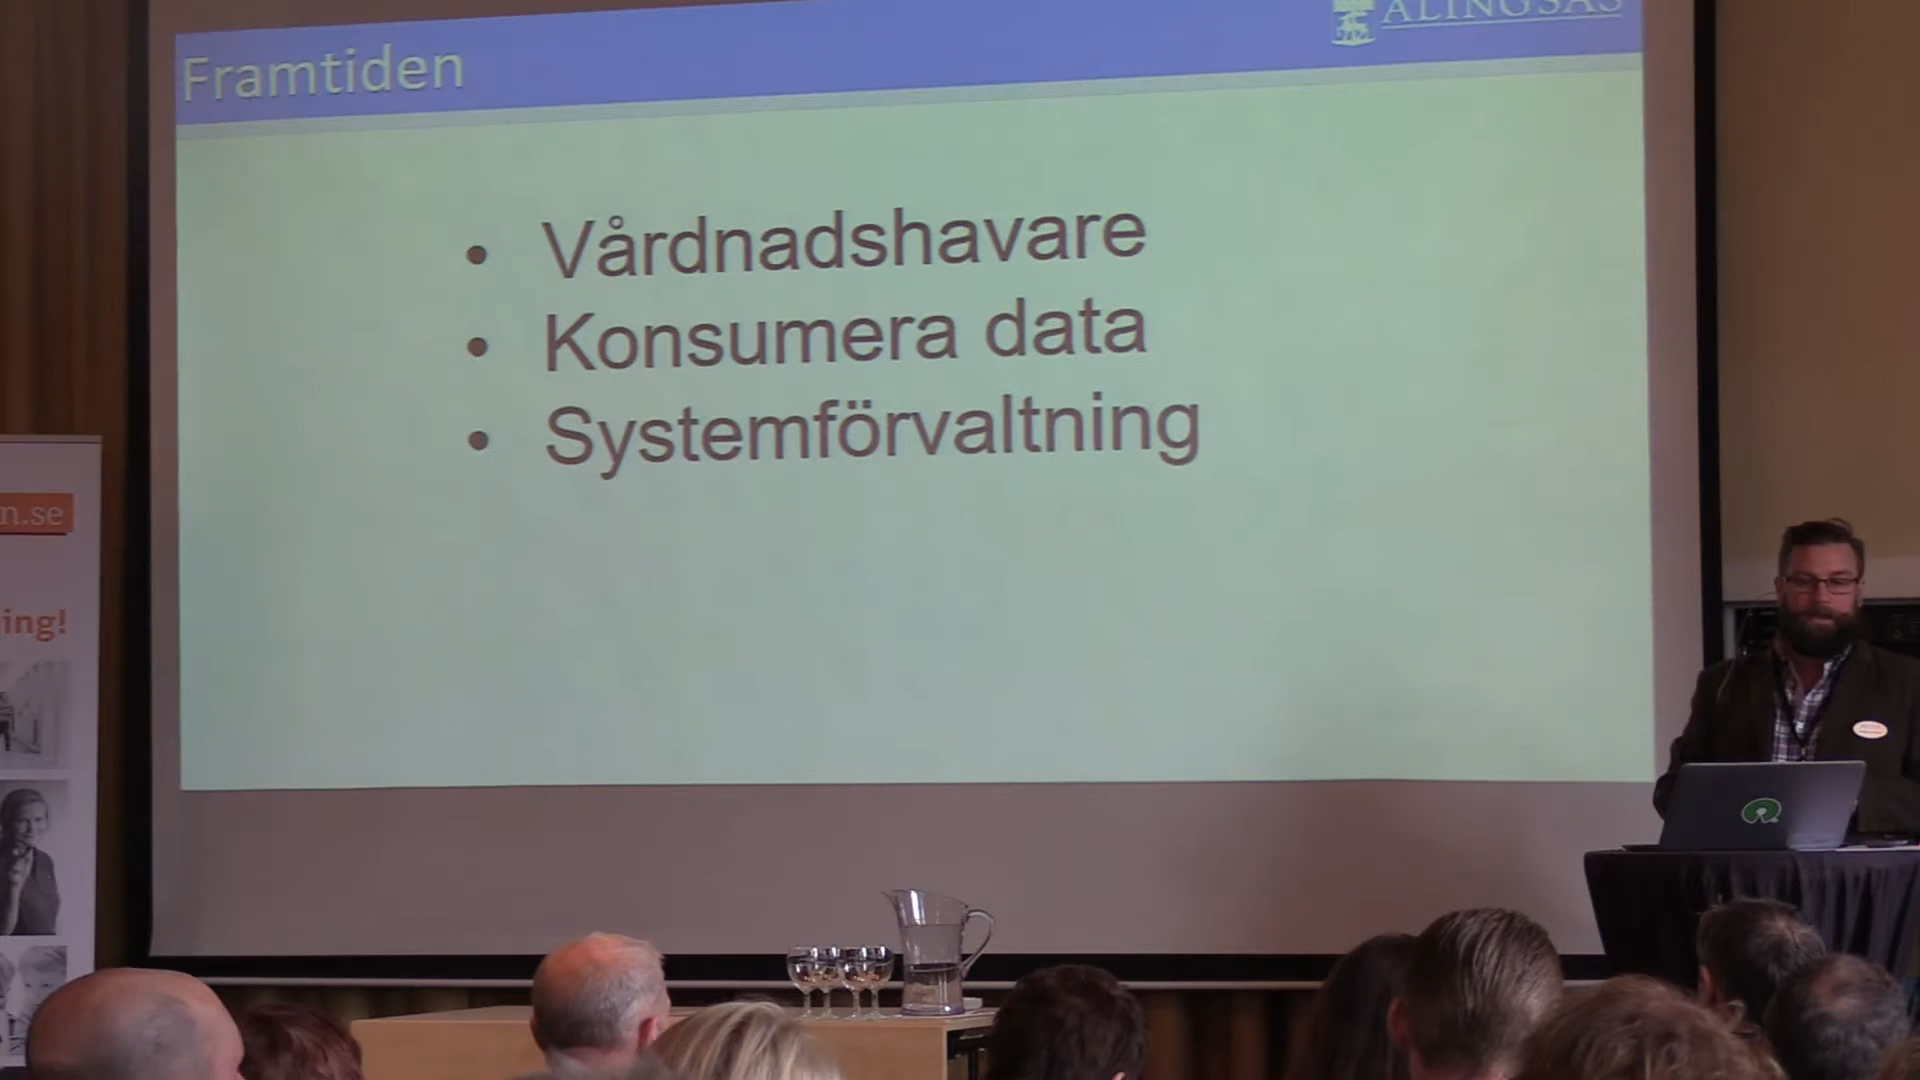 Framtiden
ALINGSÅS
• Vårdnadshavare
• Konsumera data
• Systemförvaltning
n.se
ing!